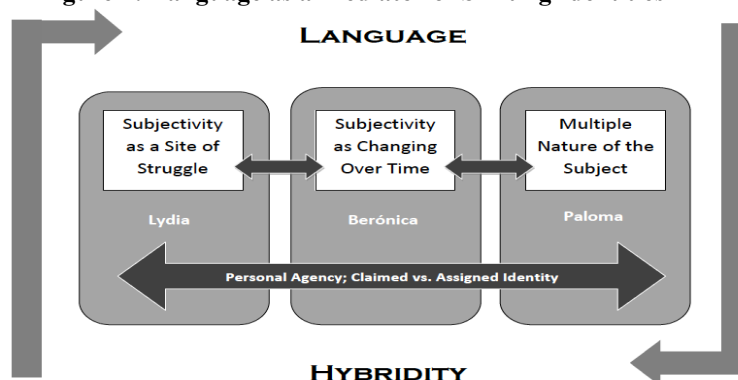 LANGUAGE
Subjectivity
as a Site of
Struggle
Subjectivity
as Changing
Over Time
Multiple
Nature of the
Subject
Lydia
Berónica
Paloma
Personal Agency; Claimed vs. Assigned Identity
HYBRIDITY